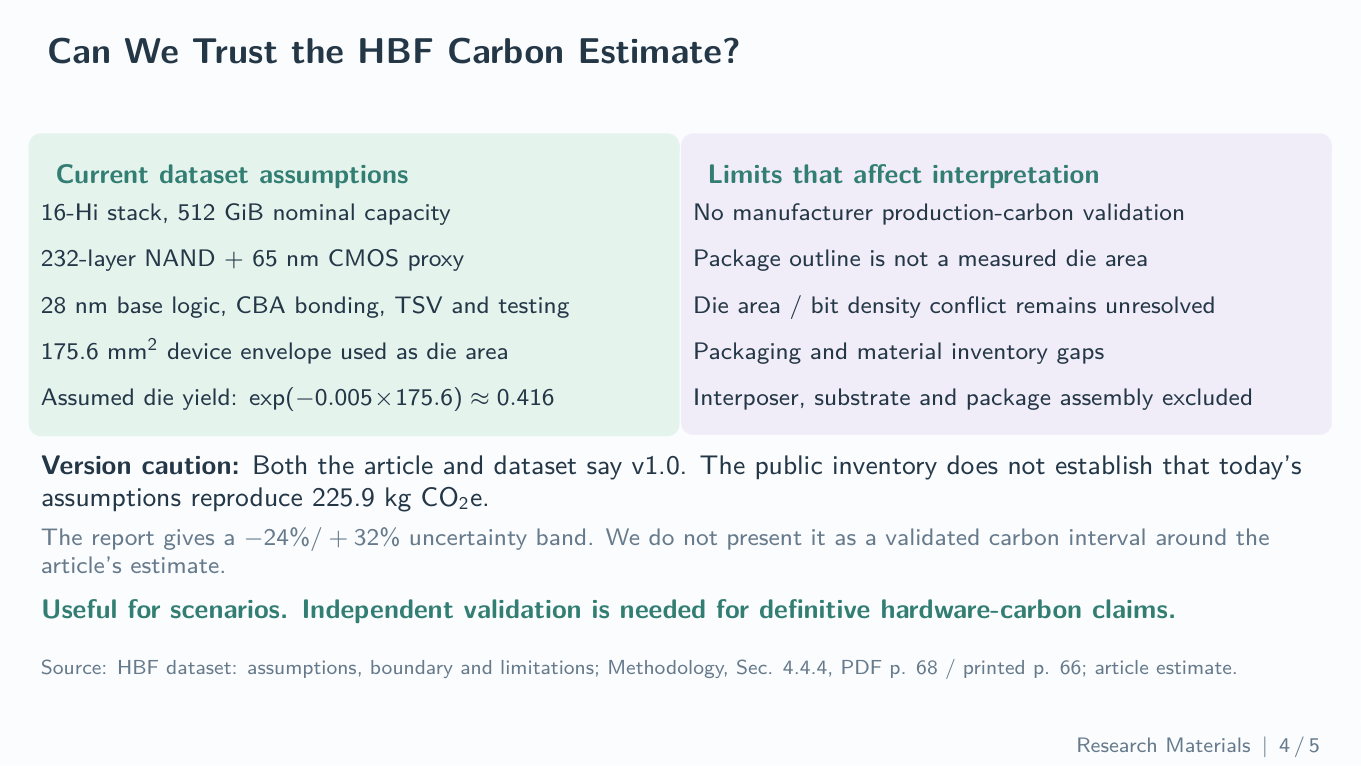 Can We Trust the HBF Carbon Estimate?
Current dataset assumptions
16-Hi stack, 512 GiB nominal capacity
232-layer NAND + 65 nm CMOS proxy
28 nm base logic, CBA bonding, TSV and testing
175.6 mm² device envelope used as die area
Assumed die yield: exp(−0.005×175.6) ≈ 0.416
Limits that affect interpretation
No manufacturer production-carbon validation
Package outline is not a measured die area
Die area / bit density conflict remains unresolved
Packaging and material inventory gaps
Interposer, substrate and package assembly excluded
Version caution: Both the article and dataset say v1.0. The public inventory does not establish that today's
assumptions reproduce 225.9 kg CO₂e.
The report gives a −24%/ + 32% uncertainty band. We do not present it as a validated carbon interval around the
article's estimate.
Useful for scenarios. Independent validation is needed for definitive hardware-carbon claims.
Source: HBF dataset: assumptions, boundary and limitations; Methodology, Sec. 4.4.4, PDF p. 68 / printed p. 66; article estimate.
Research Materials | 4 / 5